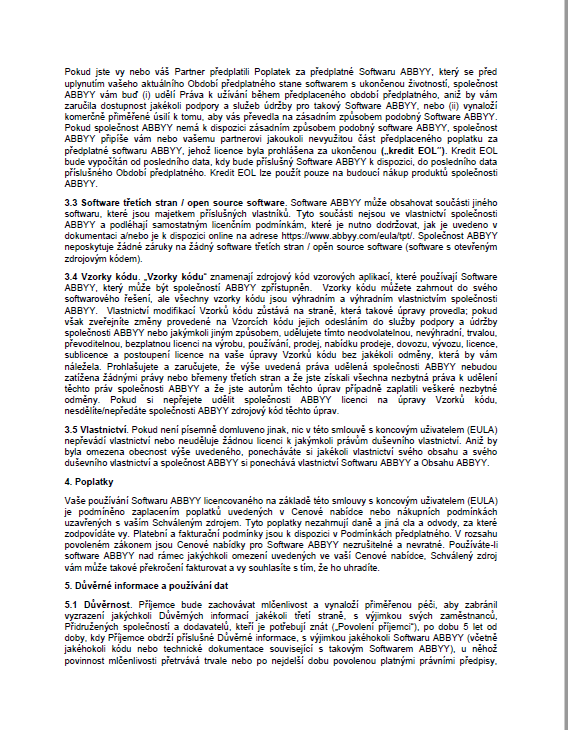 Pokud jste vy nebo váš Partner předplatili Poplatek za předplatné Softwaru ABBYY, který se před
uplynutím vašeho aktuálního Období předplatného stane softwarem s ukončenou životností, společnost
ABBYY vám buď (i) udělí Práva k užívání během předplaceného období předplatného, aniž by vám
zaručila dostupnost jakékoli podpory a služeb údržby pro takový Software ABBYY, nebo (ii) vynaloží
komerčně přiměřené úsilí k tomu, aby vás převedla na zásadním způsobem podobný Software ABBYY.
Pokud společnost ABBYY nemá k dispozici zásadním způsobem podobný software, společnost
ABBYY připíše vám nebo vašemu partnerovi jakoukoli nevyužitou část předplaceného poplatku za
předplatné softwaru ABBYY, jehož licence byla prohlášena za ukončenou („kredit EOL"). Kredit EOL
bude vypočítán od posledního data, kdy bude příslušný Software ABBYY k dispozici, do posledního data
příslušného Období předplatného. Kredit EOL lze použít pouze na budoucí nákup produktů společnosti
ABBYY.
3.3 Software třetích stran / open source software. Software ABBYY může obsahovat součásti jiného
softwaru, které jsou majetkem příslušných vlastníků. Tyto součásti nejsou ve vlastnictví společnosti
ABBYY a podléhají samostatným licenčním podmínkám, které je nutno dodržovat, jak je uvedeno v
dokumentaci a/nebo je k dispozici online na adrese https://www.abbyy.com/eula/tpt/. Společnost ABBYY
neposkytuje žádné záruky na žádný software třetích stran / opěn source software (software s otevřeným
zdrojovým kódem).
3.4 Vzorky kódu. „Vzorky kódu" znamenají zdrojový kód vzorových aplikací, které používají Software
ABBYY, který může být společností ABBYY zpřístupněn. Vzorky kódu můžete zahrnout do svého
softwarového řešení, ale všechny vzorky kódu jsou výhradním a výhradním vlastnictvím společnosti
ABBYY. Vlastnictví modifikací Vzorků kódu zůstává na straně, která takové úpravy provedla; pokud
však zveřejníte změny provedené na Vzorcích kódu jejich odesláním do služby podpory a údržby
společnosti ABBYY nebo jakýmkoli jiným způsobem, udělujete tímto neodvolatelnou, nevýhradní, trvalou,
převoditelnou, bezplatnou licenci na výrobu, používání, prodej, nabídku prodeje, dovozu, vývozu, licence,
sublicence a postoupení licence na vaše úpravy Vzorků kódu bez jakékoli odměny, která by vám
náležela. Prohlašujete a zaručujete, že výše uvedená práva udělená společnosti ABBYY nebudou
zatížena žádnými právy nebo břemeny třetích stran a že jste získali všechna nezbytná práva k udělení
těchto práv společnosti ABBYY a že jste autorům těchto úprav případně zaplatili veškeré nezbytné
odměny. Pokud si nepřejete udělit společnosti ABBYY licenci na úpravy Vzorků kódu,
nesdělíte/nepředáte společnosti ABBYY zdrojový kód těchto úprav.
3.5 Vlastnictví. Pokud není písemně domluveno jinak, nic v této smlouvě s koncovým uživatelem (EULA)
nepřevádí vlastnictví nebo neuděluje žádnou licenci k jakýmkoli právům duševního vlastnictví. Aniž by
byla omezena obecnost výše uvedeného, ponecháváte si jakékoli vlastnictví svého obsahu a svého
duševního vlastnictví a společnost ABBYY si ponechává vlastnictví Softwaru ABBYY a Obsahu ABBYY.
4. Poplatky
Vaše používání Softwaru ABBYY licencovaného na základě této smlouvy s koncovým uživatelem (EULA)
je podmíněno zaplacením poplatků uvedených v Cenové nabídce nebo nákupních podmínkách
uzavřených s vaším Schváleným zdrojem. Tyto poplatky nezahrnují daně a jiná cla a odvody, za které
zodpovídáte vy. Platební a fakturační podmínky jsou k dispozici v Podmínkách předplatného. V rozsahu
povoleném zákonem jsou Cenové nabídky pro Software ABBYY nezrušitelné a nevratné. Používáte-li
software ABBYY nad rámec jakýchkoli omezení uvedených ve vaší Cenové nabídce, Schválený zdroj
vám může takové překročení fakturovat a vy souhlasíte s tím, že ho uhradíte.
5. Důvěrné informace a používání dat
5.1 Důvěrnost. Příjemce bude zachovávat mlčenlivost a vynaloží přiměřenou péči, aby zabránil
vyzrazení jakýchkoli Důvěrných informací jakékoli třetí straně, s výjimkou svých zaměstnanců,
Přidružených společností a dodavatelů, kteří je potřebují znát („Povolení příjemci"), po dobu 5 let od
doby, kdy Příjemce obdrží příslušné Důvěrné informace, s výjimkou jakéhokoli Softwaru ABBYY (včetně
jakéhokoli kódu nebo technické dokumentace související s takovým Softwarem ABBYY), u něhož
povinnost mlčenlivosti přetrvává trvale nebo po nejdelší dobu povolenou platnými právními předpisy,